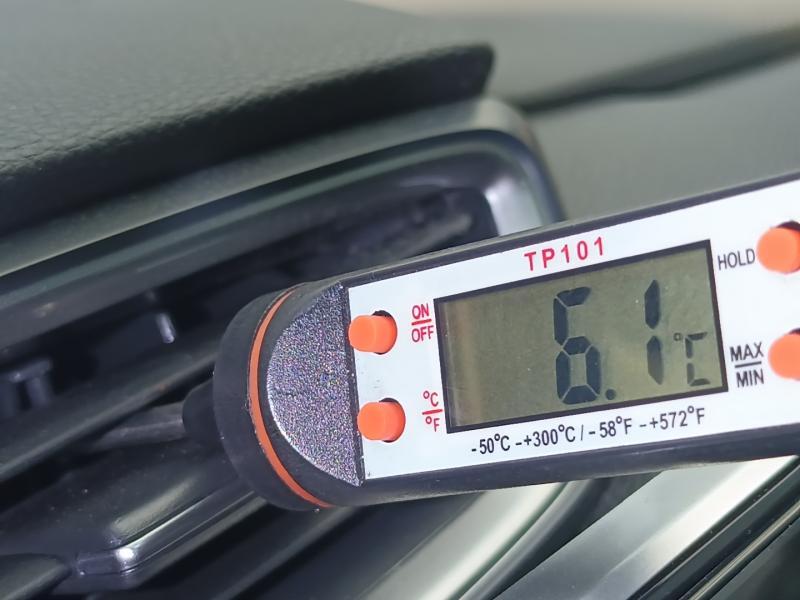 TP101
ON
OFF
°C
°F
6.1°C
HOLD
MAX
MIN
-50°C -+300°C / -58°F -+572°F